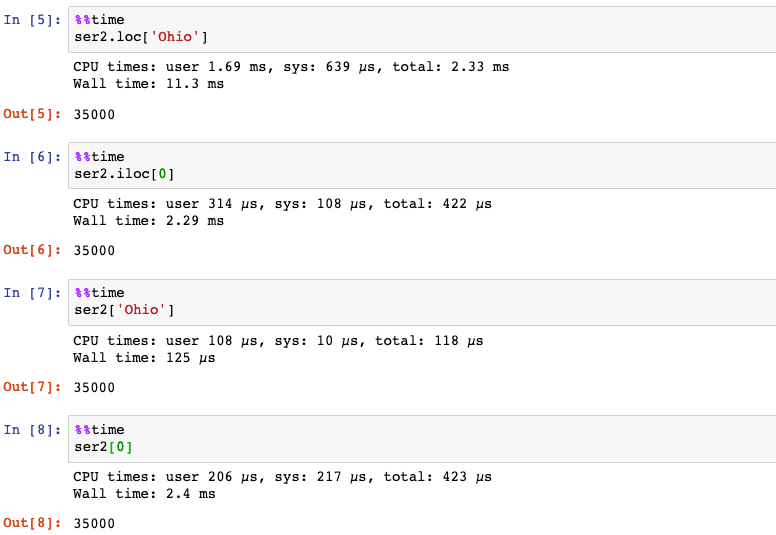 In [5]: %%time
ser2.loc['Ohio']
CPU times: user 1.69 ms, sys: 639 µs, total: 2.33 ms
Wall time: 11.3 ms
Out[5]: 35000
In [6]: %%time
ser2.iloc[0]
CPU times: user 314 µs, sys: 108 µs, total: 422 µs
Wall time: 2.29 ms
Out[6]: 35000
In [7]: %%time
ser2['Ohio']
CPU times: user 108 µs, sys: 10 µs, total: 118 µs
Wall time: 125 µs
Out[7]: 35000
In [8]: %%time
ser2[0]
CPU times: user 206 µs, sys: 217 µs, total: 423 µs
Wall time: 2.4 ms
Out[8]: 35000